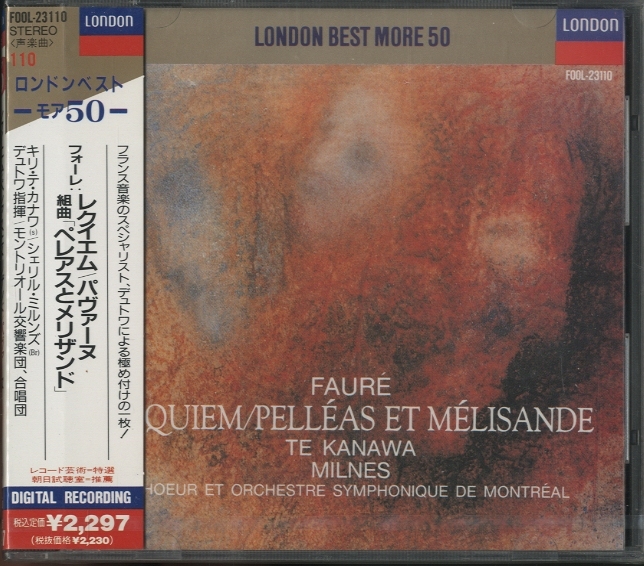 FOOL-23110
STEREO
〈声楽曲〉
110
LONDON
ロンドンベスト
ーモア50ー
フランス音楽のスペシャリスト、デュトワによる極め付けの一枚!
フォーレ:レクイエム/パヴァーヌ
組曲「ペレアスとメリザンド」
キリ・テ・カナワ(s)/シェリル・ミルンズ(Br)
デュトワ指揮/モントリオール交響楽団、合唱団
レコード芸術=特選
朝日試聴室=推薦
DIGITAL RECORDING
税込定価¥2,297
(税抜価格¥2,230)
LONDON BEST MORE 50
LONDON
FOOL-23110
FAURÉ
QUIEM/PELLÉAS ET MÉLISANDE
TE KANAWA
MILNES
HOEUR ET ORCHESTRE SYMPHONIQUE DE MONTRÉAL